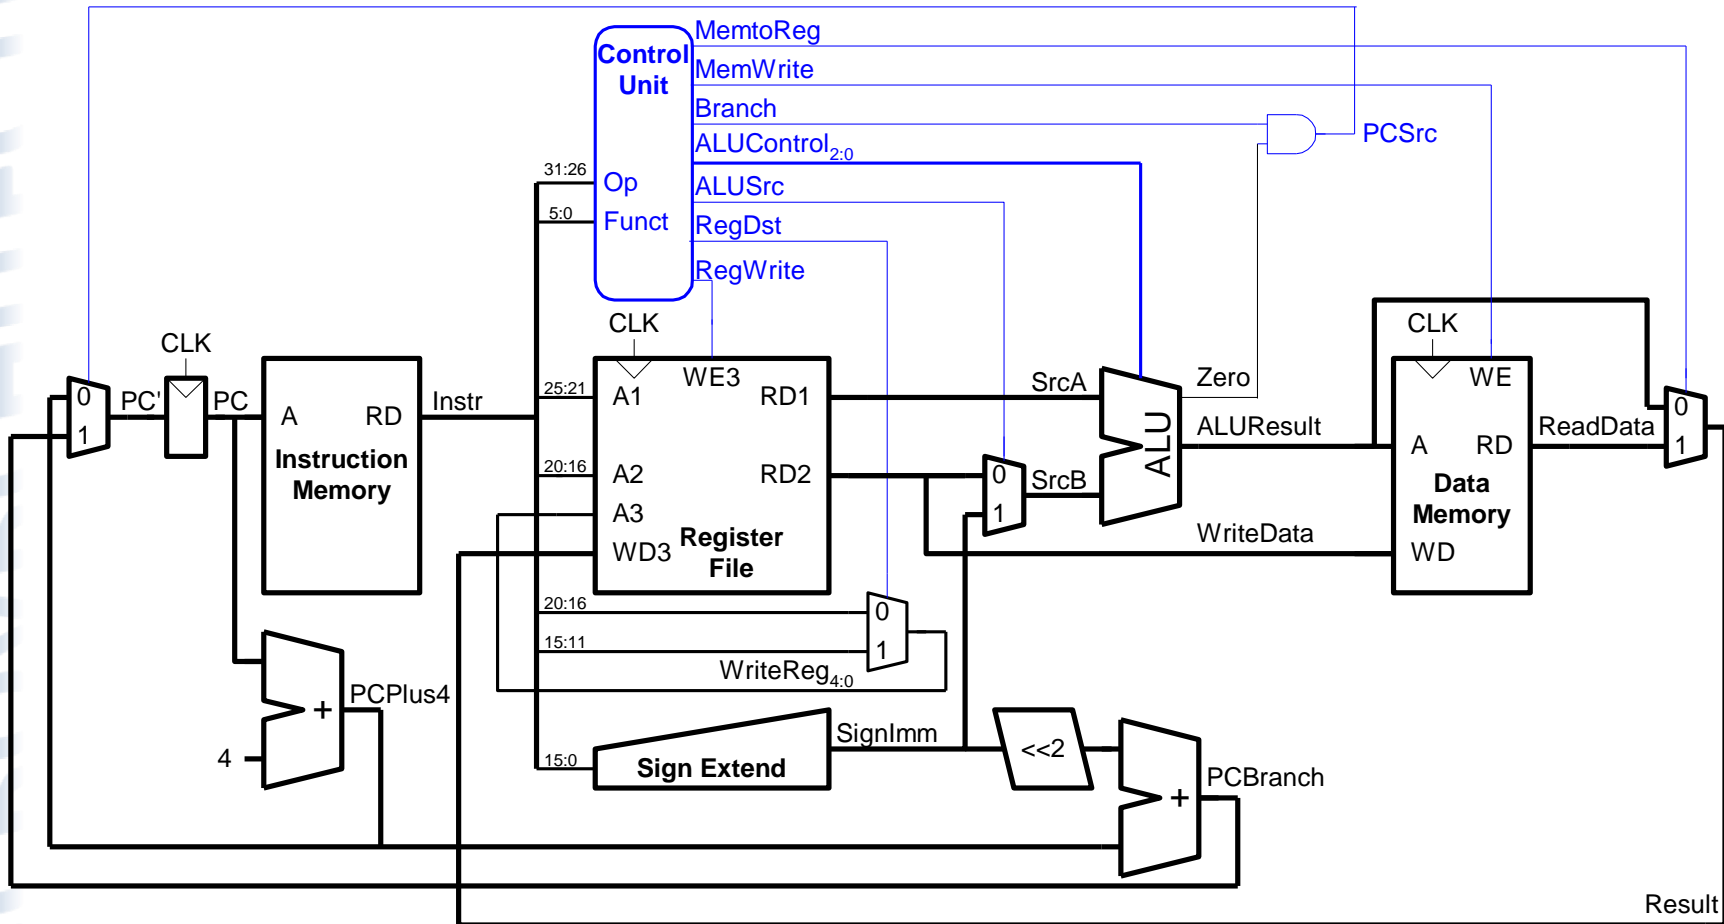 MemtoReg
Control
Unit
MemWrite
Branch
PCSrc
ALUControl2:0
31:26
Op
ALUSrc
5:0
Funct
RegDst
RegWrite
CLK
CLK
CLK
0
1
PC'
PC
A
RD
Instruction
Memory
Instr
25:21
A1
WE3
RD1
20:16
A2
RD2
A3
WD3
Register
File
SrcA
0
1
SrcB
ALU
Zero
ALUResult
WriteData
WE
A
RD
Data
Memory
WD
ReadData
0
1
20:16
0
15:11
1
WriteReg4:0
PCPlus4
+
4
15:0
Sign Extend
SignImm
<<2
+
PCBranch
Result